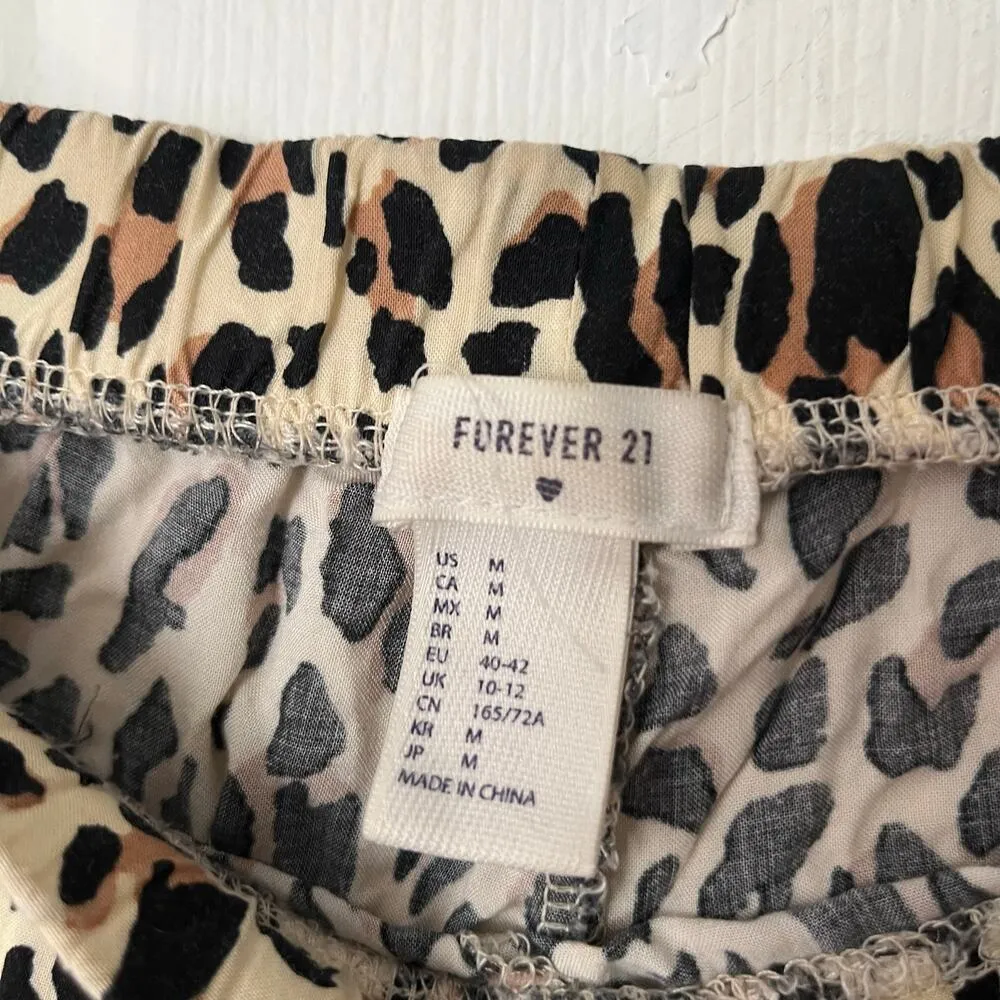 FOREVER 21
US M
CA M
MX M
BR M
EU 40-42
UK 10-12
CN 165/72A
KR M
JP M
MADE IN CHINA